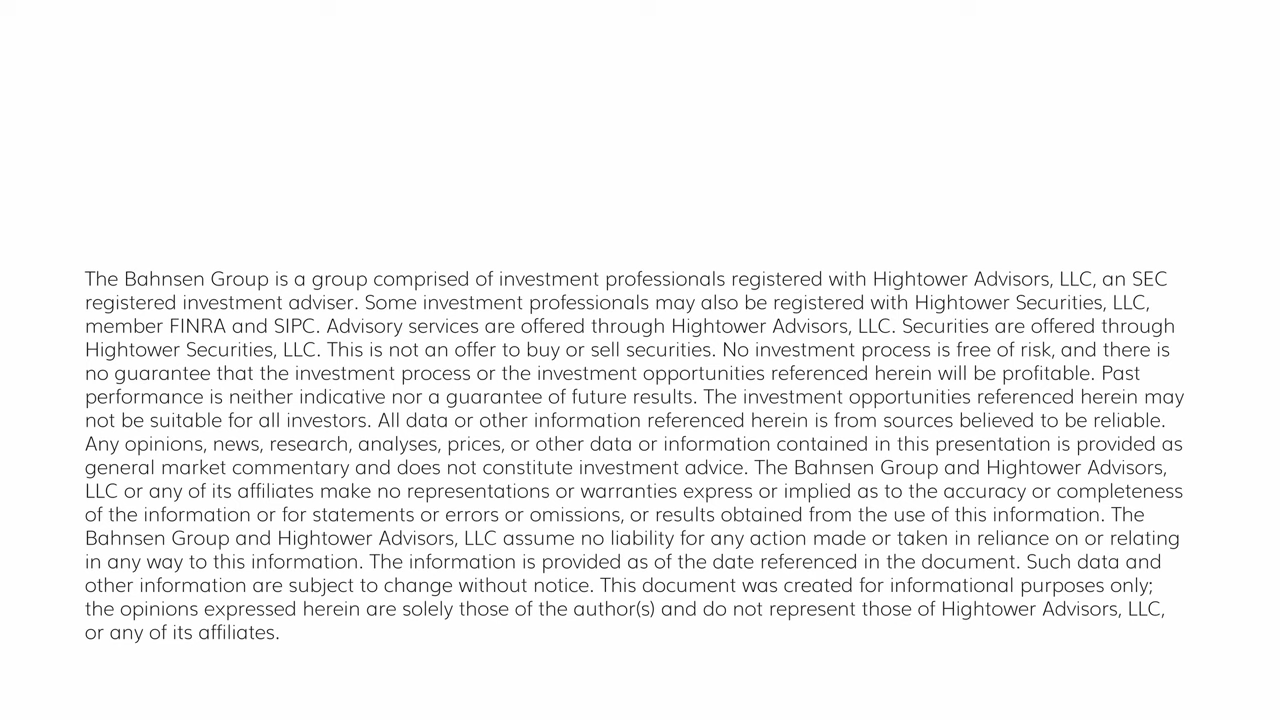 The Bahnsen Group is a group comprised of investment professionals registered with Hightower Advisors, LLC, an SEC
registered investment adviser. Some investment professionals may also be registered with Hightower Securities, LLC,
member FINRA and SIPC. Advisory services are offered through Hightower Advisors, LLC. Securities are offered through
Hightower Securities, LLC. This is not an offer to buy or sell securities. No investment process is free of risk, and there is
no guarantee that the investment process or the investment opportunities referenced herein will be profitable. Past
performance is neither indicative nor a guarantee of future results. The investment opportunities referenced herein may
not be suitable for all investors. All data or other information referenced herein is from sources believed to be reliable.
Any opinions, news, research, analyses, prices, or other data or information contained in this presentation is provided as
general market commentary and does not constitute investment advice. The Bahnsen Group and Hightower Advisors,
LLC or any of its affiliates make no representations or warranties express or implied as to the accuracy or completeness
of the information or for statements or errors or omissions, or results obtained from the use of this information. The
Bahnsen Group and Hightower Advisors, LLC assume no liability for any action made or taken in reliance on or relating
in any way to this information. The information is provided as of the date referenced in the document. Such data and
other information are subject to change without notice. This document was created for informational purposes only;
the opinions expressed herein are solely those of the author(s) and do not represent those of Hightower Advisors, LLC,
or any of its affiliates.